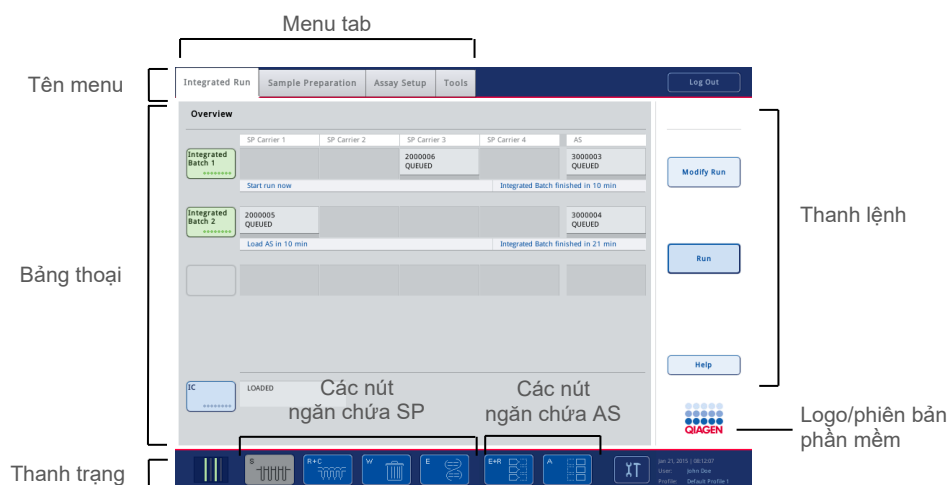 Menu tab
Tên menu
Integrated Run
Sample Preparation
Assay Setup
Tools
Log Out
Overview
SP Carrier 1
SP Carrier 2
SP Carrier 3
SP Carrier 4
AS
Integrated
Batch 1
2000006
QUEUED
3000003
QUEUED
Start run now
Integrated Batch finished in 10 min
Modify Run
Thanh lệnh
Integrated
Batch 2
2000005
QUEUED
3000004
QUEUED
Load AS in 10 min
Integrated Batch finished in 21 min
Run
Bảng thoại
Help
IC
LOADED
Các nút
ngăn chứa SP
Các nút
ngăn chứa AS
QIAGEN
Logo/phiên bản
phần mềm
Thanh trạng
S
R+C
W
E
E+R
A
Jan 21, 2015 | 08:12:07
User: John Doe
Profile: Default Profile 1